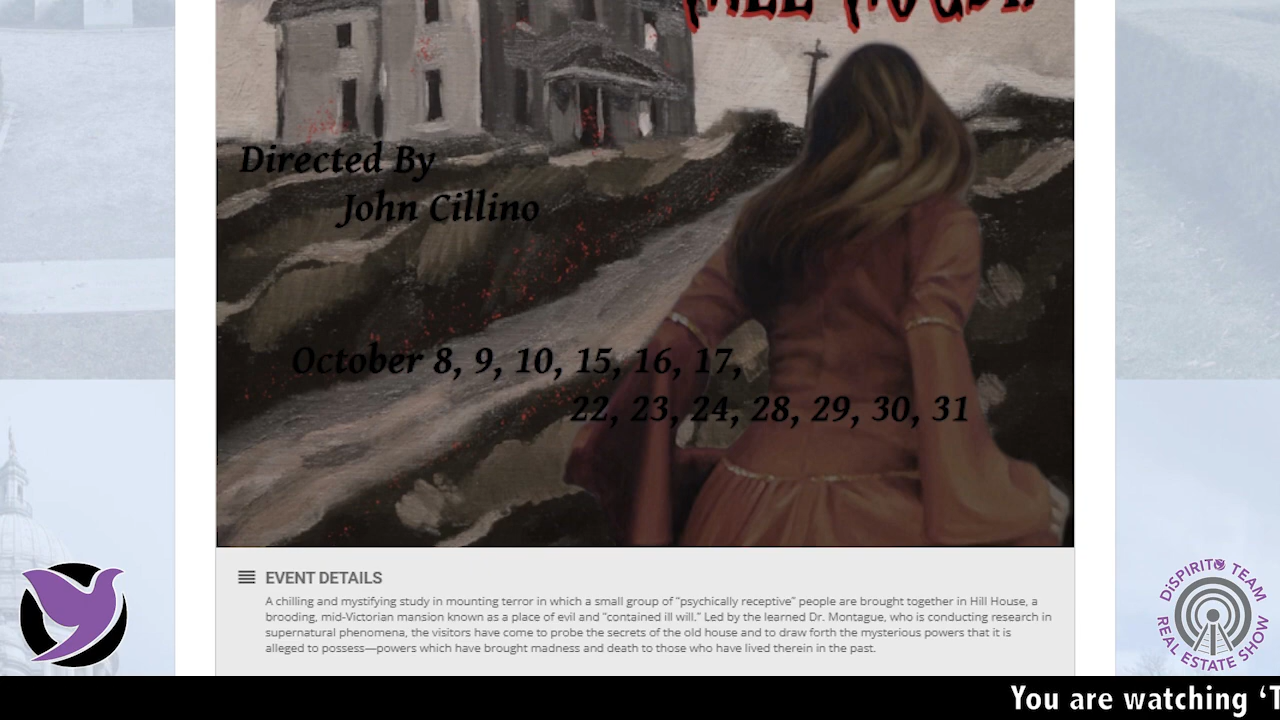 HILL HOUSE
Directed By
John Cillino
October 8, 9, 10, 15, 16, 17,
22, 23, 24, 28, 29, 30, 31
EVENT DETAILS
A chilling and mystifying study in mounting terror in which a small group of “psychically receptive” people are brought together in Hill House, a
brooding, mid-Victorian mansion known as a place of evil and “contained ill will.” Led by the learned Dr. Montague, who is conducting research in
supernatural phenomena, the visitors have come to probe the secrets of the old house and to draw forth the mysterious powers that it is
alleged to possess—powers which have brought madness and death to those who have lived therein in the past.
DiSPIRITO TEAM
REAL ESTATE SHOW
You are watching ‘T